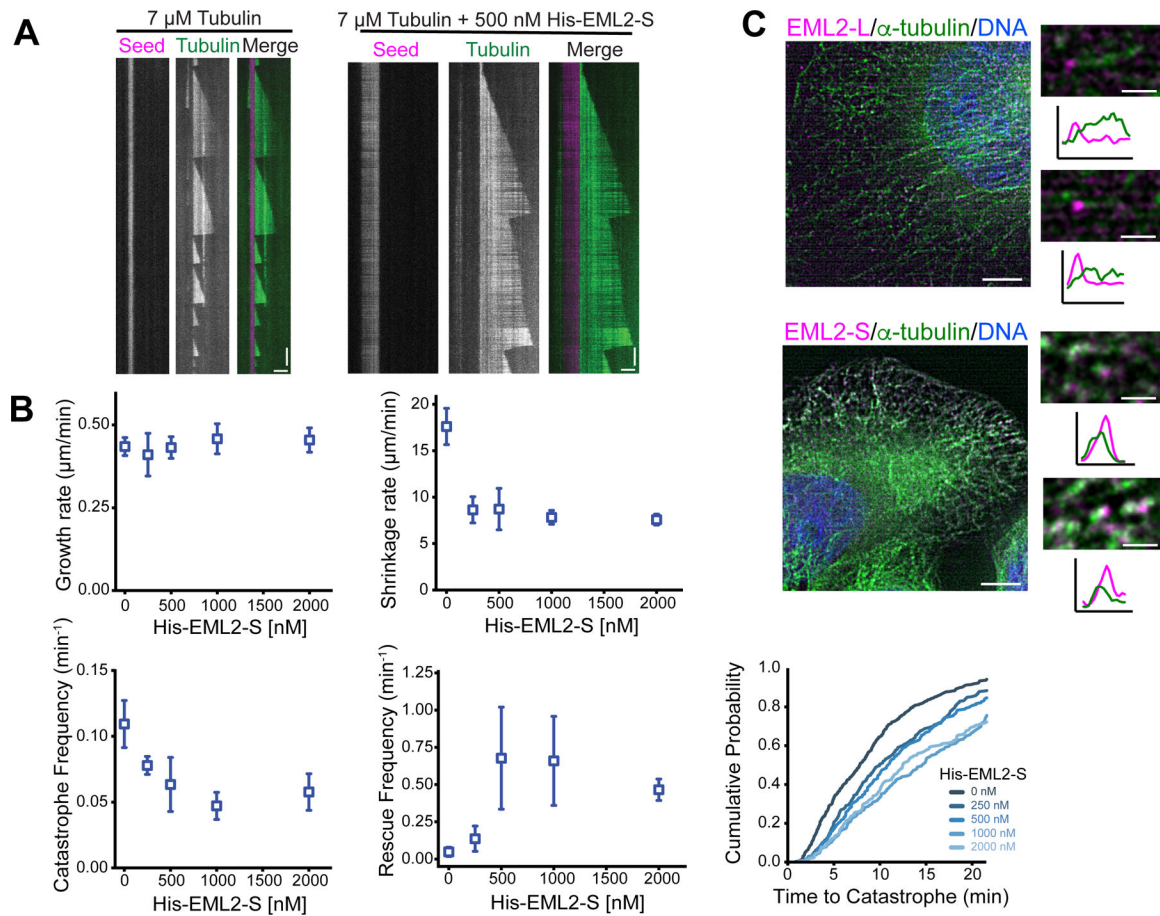 A
7 µM Tubulin
Seed Tubulin Merge
7 µM Tubulin + 500 nM His-EML2-S
Seed Tubulin Merge
B
Growth rate (µm/min)
0.50
0.25
0.00
0 500 1000 1500 2000
His-EML2-S [nM]
Shrinkage rate (µm/min)
20
15
10
5
0
0 500 1000 1500 2000
His-EML2-S [nM]
Catastrophe Frequency (min⁻¹)
0.15
0.10
0.05
0.00
0 500 1000 1500 2000
His-EML2-S [nM]
Rescue Frequency (min⁻¹)
1.25
1.00
0.75
0.50
0.25
0.00
0 500 1000 1500 2000
His-EML2-S [nM]
C
EML2-L/α-tubulin/DNA
EML2-S/α-tubulin/DNA
Cumulative Probability
1.0
0.8
0.6
0.4
0.2
0.0
0 5 10 15 20
Time to Catastrophe (min)
His-EML2-S
0 nM
250 nM
500 nM
1000 nM
2000 nM